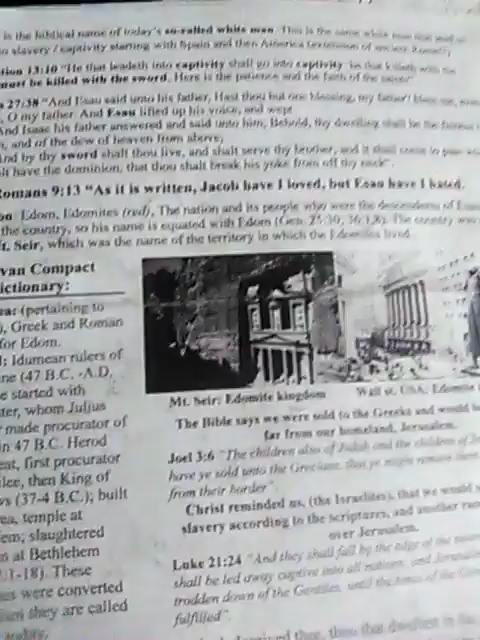 is the biblical name of today's so-called white man. This is the same white man
slavery / captivity starting with Spain and then America
tion 13:10 "He that leadeth into captivity shall go into captivity: he that killeth with the
must be killed with the sword. Here is the patience and the faith of the saints"
27:38 "And Esau said unto his father, Hast thou but one blessing, my father? bless me,
O my father. And Esau lifted up his voice, and wept
And Isaac his father answered and said unto him, Behold, thy dwelling shall be the fatness
, and of the dew of heaven from above;
And by thy sword shalt thou live, and shalt serve thy brother, and it shall come to pass
lt have the dominion, that thou shalt break his yoke from off thy neck".
Romans 9:13 "As it is written, Jacob have I loved, but Esau have I hated.
Edom, Edomites (red), The nation and its people who were the descendents of
the country, so his name is equated with Edom (Gen. 25:30; 36:1,8). The country
t. Seir, which was the name of the territory in which the Edomites lived
van Compact
ictionary:
ea: (pertaining to
), Greek and Roman
for Edom.
: Idumean rulers of
ne (47 B.C. -A.D.
e started with
ter, whom Julius
made procurator of
in 47 B.C. Herod
eat, first procurator
ilee, then King of
vs (37-4 B.C.); built
ea, temple at
em; slaughtered
n at Bethlehem
1-18). These
es were converted
en they are called
today.
Mt. Seir: Edomite kingdom
Wall st. USA: Edomite
The Bible says we were sold to the Greeks and would be
far from our homeland, Jerusalem.
Joel 3:6 "The children also of Judah and the children of
have ye sold unto the Grecians, that ye might remove them
from their border".
Christ reminded us, (the Israelites), that we would
slavery according to the scriptures, and another
over Jerusalem.
Luke 21:24 "And they shall fall by the edge of the
shall be led away captive into all nations, and Jerusalem
trodden down of the Gentiles, until the times of the
fulfilled".